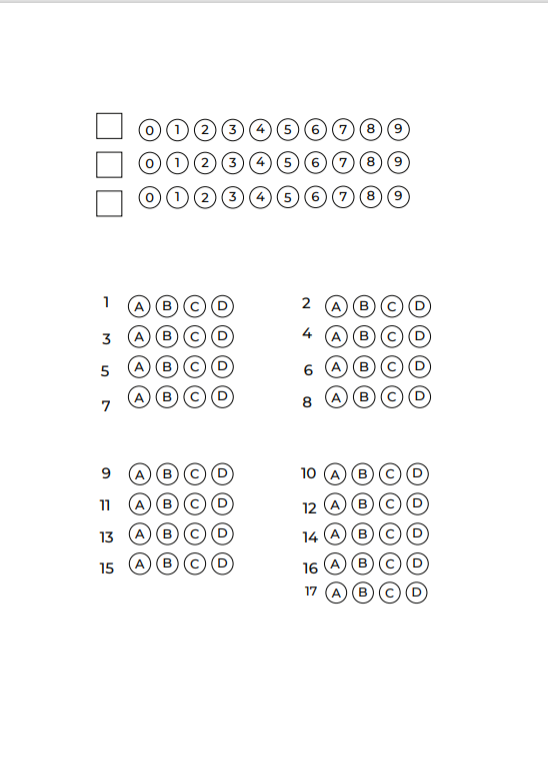 0 1 2 3 4 5 6 7 8 9
0 1 2 3 4 5 6 7 8 9
0 1 2 3 4 5 6 7 8 9
1 A B C D 2 A B C D
3 A B C D 4 A B C D
5 A B C D 6 A B C D
7 A B C D 8 A B C D
9 A B C D 10 A B C D
11 A B C D 12 A B C D
13 A B C D 14 A B C D
15 A B C D 16 A B C D
17 A B C D